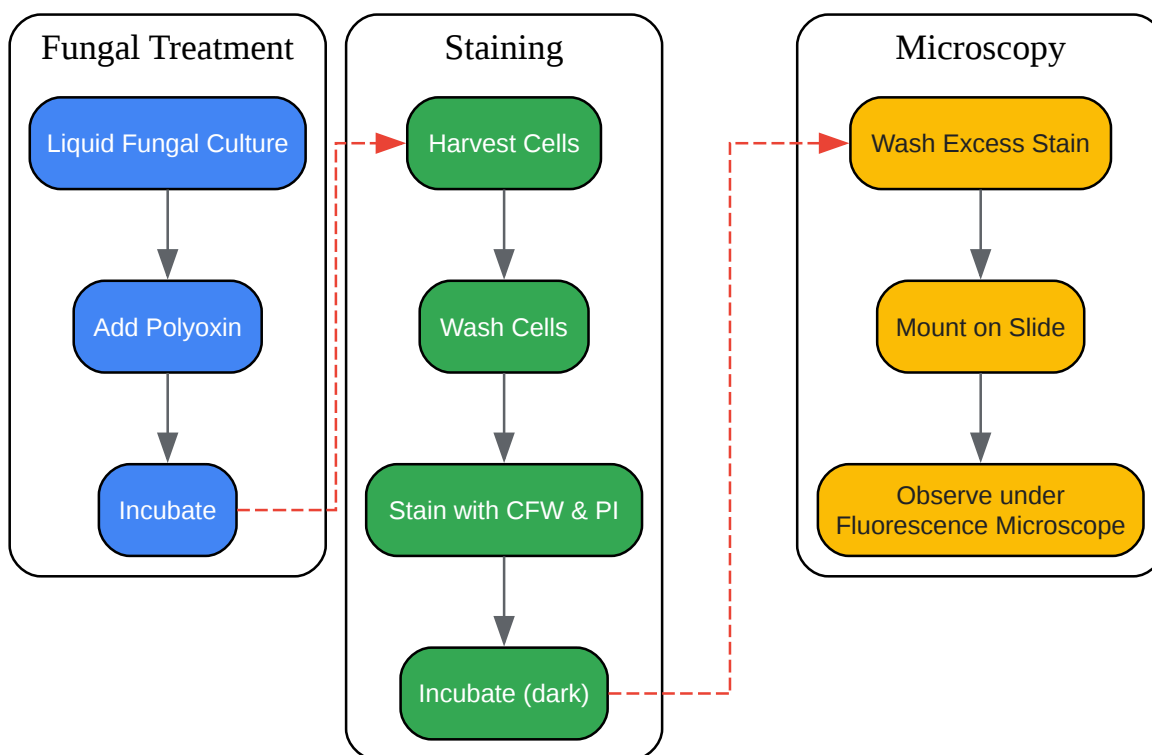 Fungal Treatment
Liquid Fungal Culture
Add Polyoxin
Incubate
Staining
Harvest Cells
Wash Cells
Stain with CFW & PI
Incubate (dark)
Microscopy
Wash Excess Stain
Mount on Slide
Observe under
Fluorescence Microscope